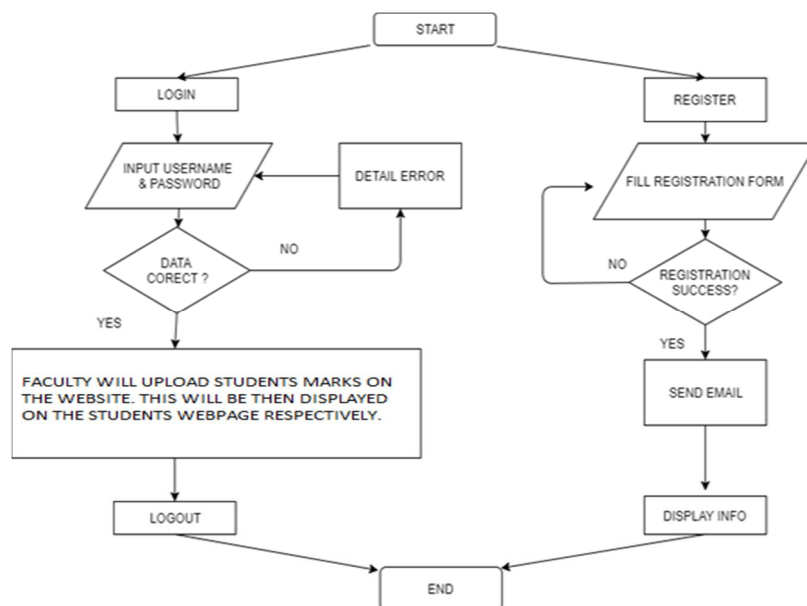 START
LOGIN
REGISTER
INPUT USERNAME
& PASSWORD
DETAIL ERROR
FILL REGISTRATION FORM
DATA
CORECT ?
NO
NO
REGISTRATION
SUCCESS?
YES
YES
FACULTY WILL UPLOAD STUDENTS MARKS ON
THE WEBSITE. THIS WILL BE THEN DISPLAYED
ON THE STUDENTS WEBPAGE RESPECTIVELY.
SEND EMAIL
LOGOUT
DISPLAY INFO
END